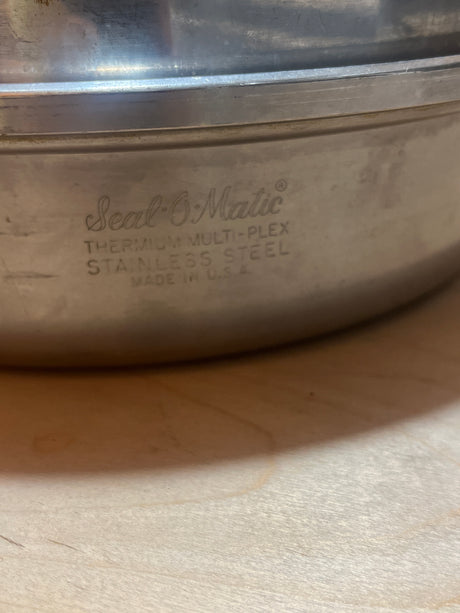 Seal-O-Matic®
THERMIUM MULTI-PLEX
STAINLESS STEEL
MADE IN U.S.A.